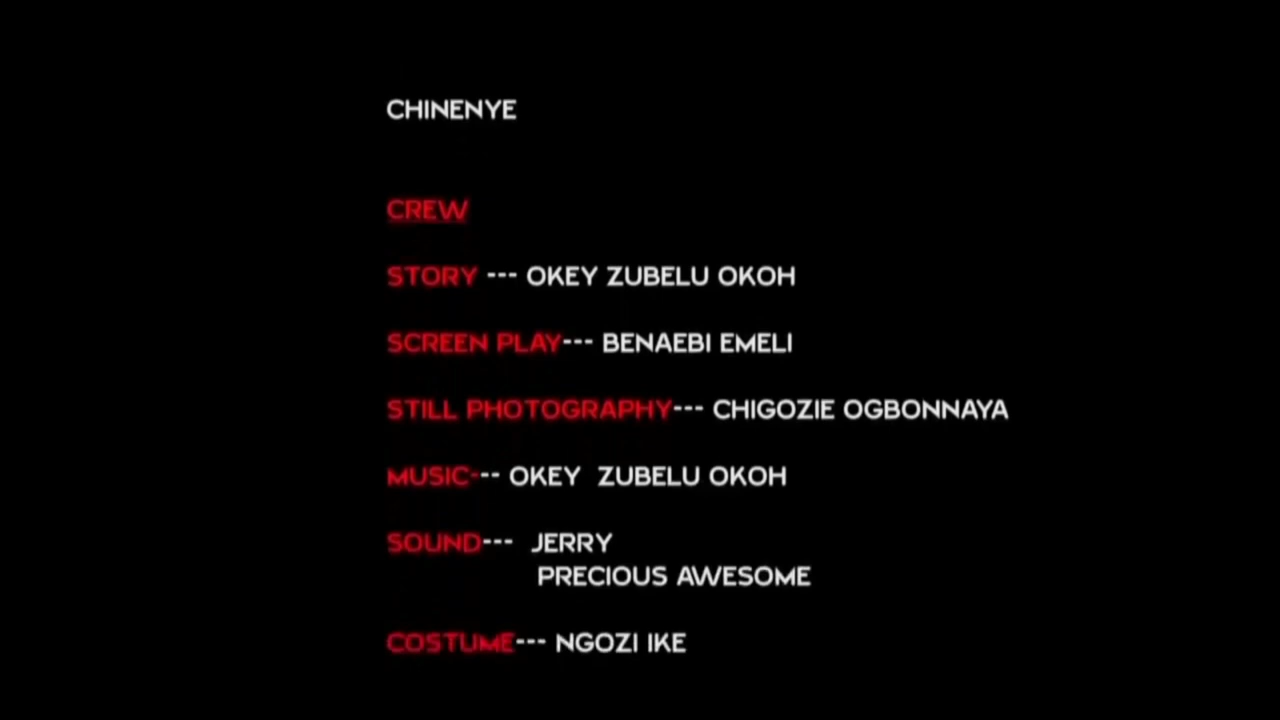 CHINENYE
CREW
STORY --- OKEY ZUBELU OKOH
SCREEN PLAY--- BENAEBI EMELI
STILL PHOTOGRAPHY--- CHIGOZIE OGBONNAYA
MUSIC--- OKEY  ZUBELU OKOH
SOUND---  JERRY
PRECIOUS AWESOME
COSTUME--- NGOZI IKE